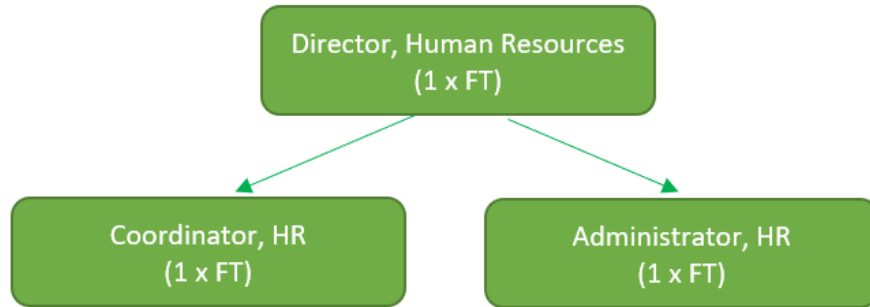 Director, Human Resources
(1 x FT)
Coordinator, HR
(1 x FT)
Administrator, HR
(1 x FT)